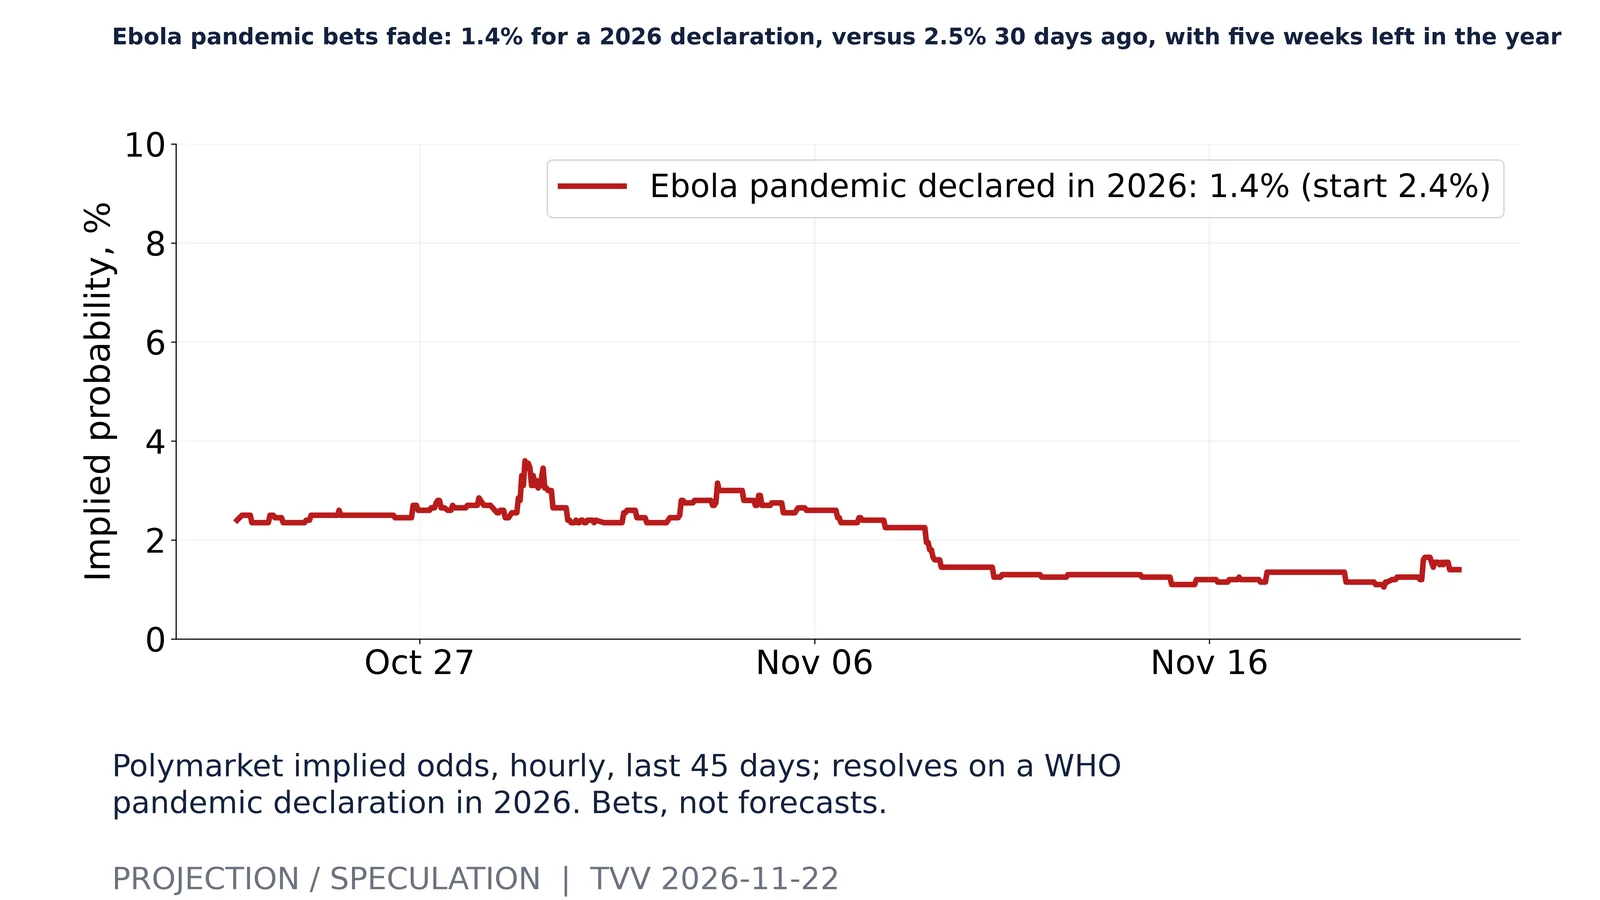 Ebola pandemic bets fade: 1.4% for a 2026 declaration, versus 2.5% 30 days ago, with five weeks left in the year
Ebola pandemic declared in 2026: 1.4% (start 2.4%)
Implied probability, %
10
8
6
4
2
0
Oct 27
Nov 06
Nov 16
Polymarket implied odds, hourly, last 45 days; resolves on a WHO
pandemic declaration in 2026. Bets, not forecasts.
PROJECTION / SPECULATION | TVV 2026-11-22